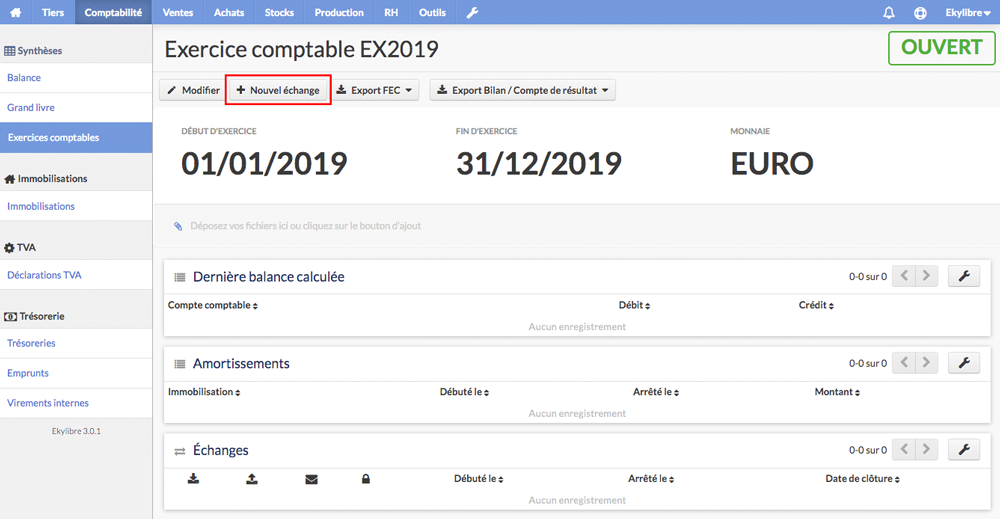 Tiers Comptabilité Ventes Achats Stocks Production RH Outils Ekylibre
Synthèses
Balance
Grand livre
Exercices comptables
Immobilisations
Immobilisations
TVA
Déclarations TVA
Trésorerie
Trésoreries
Emprunts
Virements internes
Ekylibre 3.0.1
Exercice comptable EX2019
OUVERT
Modifier Nouvel échange Export FEC Export Bilan / Compte de résultat
DÉBUT D'EXERCICE FIN D'EXERCICE MONNAIE
01/01/2019 31/12/2019 EURO
Déposez vos fichiers ici ou cliquez sur le bouton d'ajout
Dernière balance calculée 0-0 sur 0
Compte comptable Débit Crédit
Aucun enregistrement
Amortissements 0-0 sur 0
Immobilisation Débuté le Arrêté le Montant
Aucun enregistrement
Échanges 0-0 sur 0
Débuté le Arrêté le Date de clôture
Aucun enregistrement